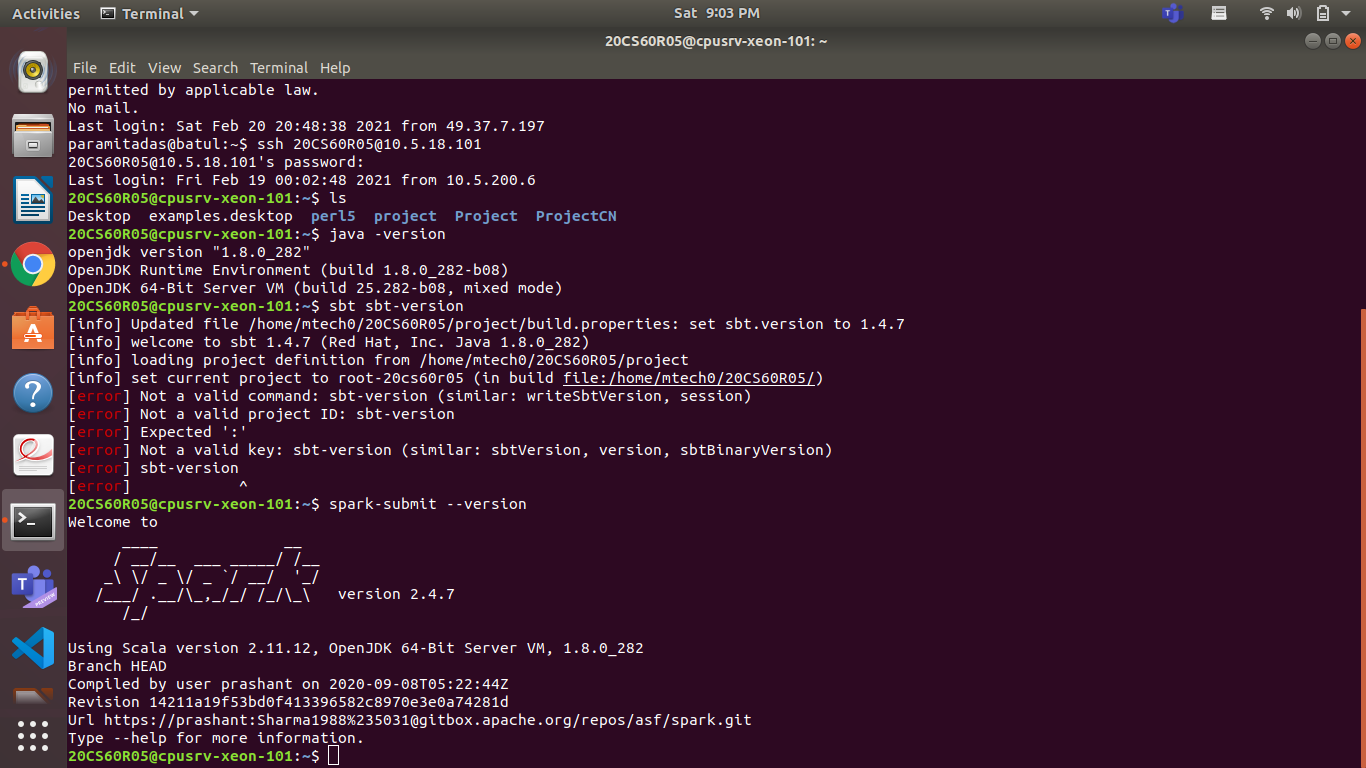 Activities Terminal Sat 9:03 PM
20CS60R05@cpusrv-xeon-101: ~
File Edit View Search Terminal Help
permitted by applicable law.
No mail.
Last login: Sat Feb 20 20:48:38 2021 from 49.37.7.197
paramitadas@batul:~$ ssh 20CS60R05@10.5.18.101
20CS60R05@10.5.18.101's password:
Last login: Fri Feb 19 00:02:48 2021 from 10.5.200.6
20CS60R05@cpusrv-xeon-101:~$ ls
Desktop  examples.desktop  perl5  project  Project  ProjectCN
20CS60R05@cpusrv-xeon-101:~$ java -version
openjdk version "1.8.0_282"
OpenJDK Runtime Environment (build 1.8.0_282-b08)
OpenJDK 64-Bit Server VM (build 25.282-b08, mixed mode)
20CS60R05@cpusrv-xeon-101:~$ sbt sbt-version
[info] Updated file /home/mtech0/20CS60R05/project/build.properties: set sbt.version to 1.4.7
[info] welcome to sbt 1.4.7 (Red Hat, Inc. Java 1.8.0_282)
[info] loading project definition from /home/mtech0/20CS60R05/project
[info] set current project to root-20cs60r05 (in build file:/home/mtech0/20CS60R05/)
[error] Not a valid command: sbt-version (similar: writeSbtVersion, session)
[error] Not a valid project ID: sbt-version
[error] Expected ':'
[error] Not a valid key: sbt-version (similar: sbtVersion, version, sbtBinaryVersion)
[error] sbt-version
[error]            ^
20CS60R05@cpusrv-xeon-101:~$ spark-submit --version
Welcome to
      ____              __
     / __/__  ___ _____/ /__
    _\ \/ _ \/ _ `/ __/  '_/
   /___/ .__/\_,_/_/ /_/\_\   version 2.4.7
      /_/
Using Scala version 2.11.12, OpenJDK 64-Bit Server VM, 1.8.0_282
Branch HEAD
Compiled by user prashant on 2020-09-08T05:22:44Z
Revision 14211a19f53bd0f413396582c8970e3e0a74281d
Url https://prashant:Sharma1988%235031@gitbox.apache.org/repos/asf/spark.git
Type --help for more information.
20CS60R05@cpusrv-xeon-101:~$